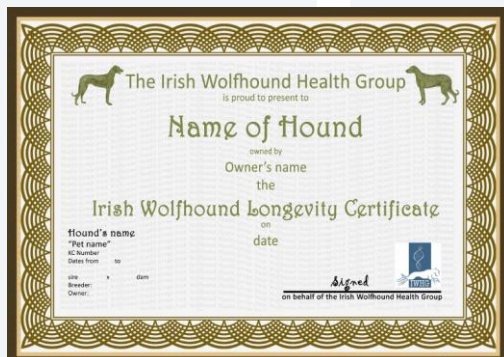 The Irish Wolfhound Health Group
is proud to present to
Name of Hound
owned by
Owner's name
the
Irish Wolfhound Longevity Certificate
on
date
Hound's name
"Pet name"
KC Number
Dates from to
sire x dam
Breeder:
Owner:
Signed
on behalf of the Irish Wolfhound Health Group
IWHG